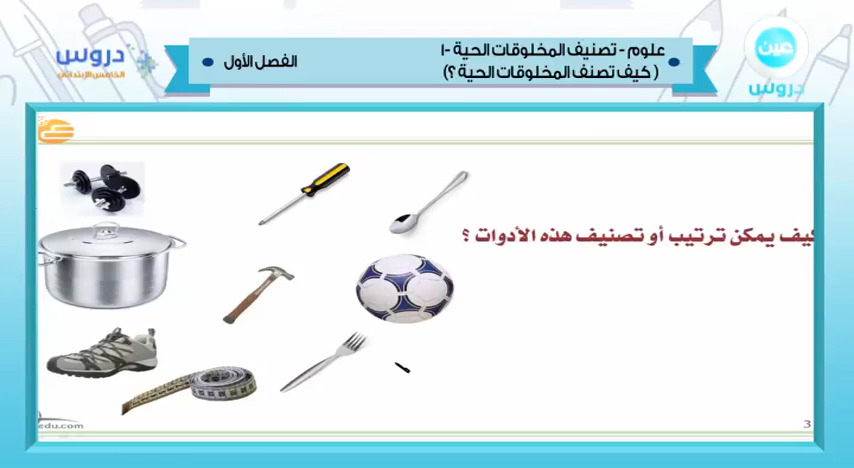 علوم - تصنيف المخلوقات الحية -١
( كيف تصنف المخلوقات الحية ؟)
الفصل الأول
عين
دروس
دروس
الخامس الإبتدائي
كيف يمكن ترتيب أو تصنيف هذه الأدوات ؟
edu.com
3